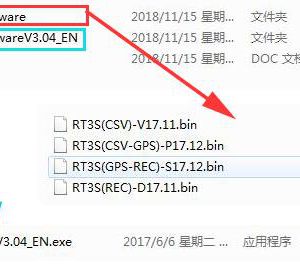 ware 2018/11/15 星期... 文件夹
wareV3.04_EN 2018/11/15 星期... 文件夹
2018/11/15 星期... DOC 文档
RT3S(CSV)-V17.11.bin
RT3S(CSV-GPS)-P17.12.bin
RT3S(GPS-REC)-S17.12.bin
RT3S(REC)-D17.11.bin
V3.04_EN.exe 2017/6/6 星期二 ... 应用程序